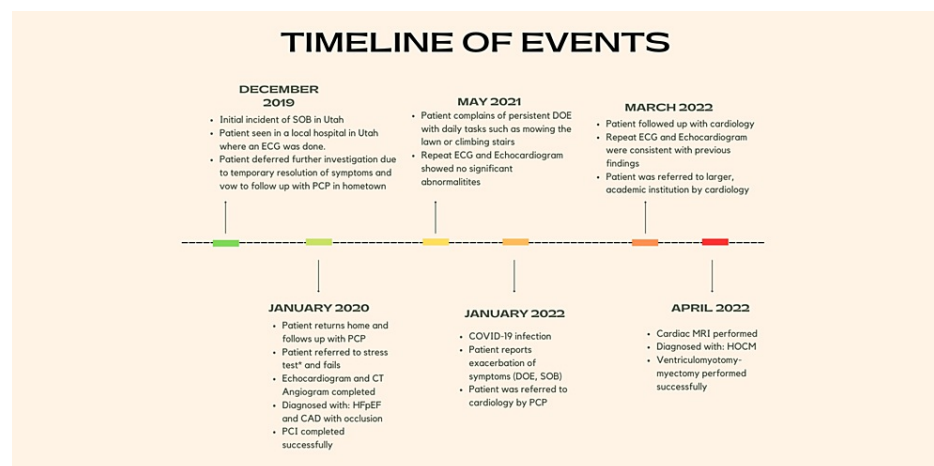 TIMELINE OF EVENTS
DECEMBER
2019
• Initial incident of SOB in Utah
• Patient seen in a local hospital in Utah
where an ECG was done.
• Patient deferred further investigation due
to temporary resolution of symptoms and
vow to follow up with PCP in hometown
MAY 2021
• Patient complains of persistent DOE
with daily tasks such as mowing the
lawn or climbing stairs
• Repeat ECG and Echocardiogram
showed no significant
abnormalitites
MARCH 2022
• Patient followed up with cardiology
• Repeat ECG and Echocardiogram
were consistent with previous
findings
• Patient was referred to larger,
academic institution by cardiology
JANUARY 2020
• Patient returns home and
follows up with PCP
• Patient referred to stress
test* and fails
• Echocardiogram and CT
Angiogram completed
• Diagnosed with: HFpEF
and CAD with occlusion
• PCI completed
successfully
JANUARY 2022
• COVID-19 infection
• Patient reports
exacerbation of
symptoms (DOE, SOB)
• Patient was referred to
cardiology by PCP
APRIL 2022
• Cardiac MRI performed
• Diagnosed with: HOCM
• Ventriculomyotomy-
myectomy performed
successfully